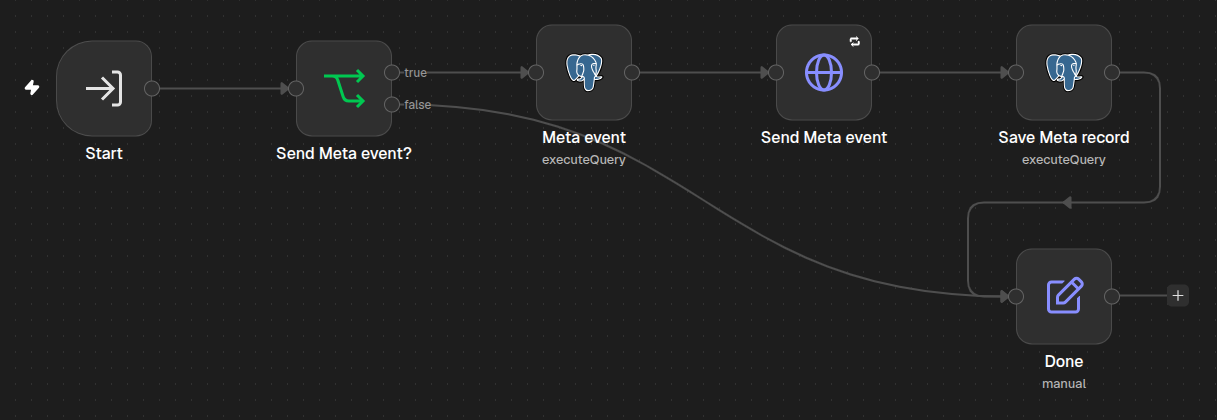 Start
Send Meta event?
true
false
Meta event
executeQuery
Send Meta event
Save Meta record
executeQuery
Done
manual